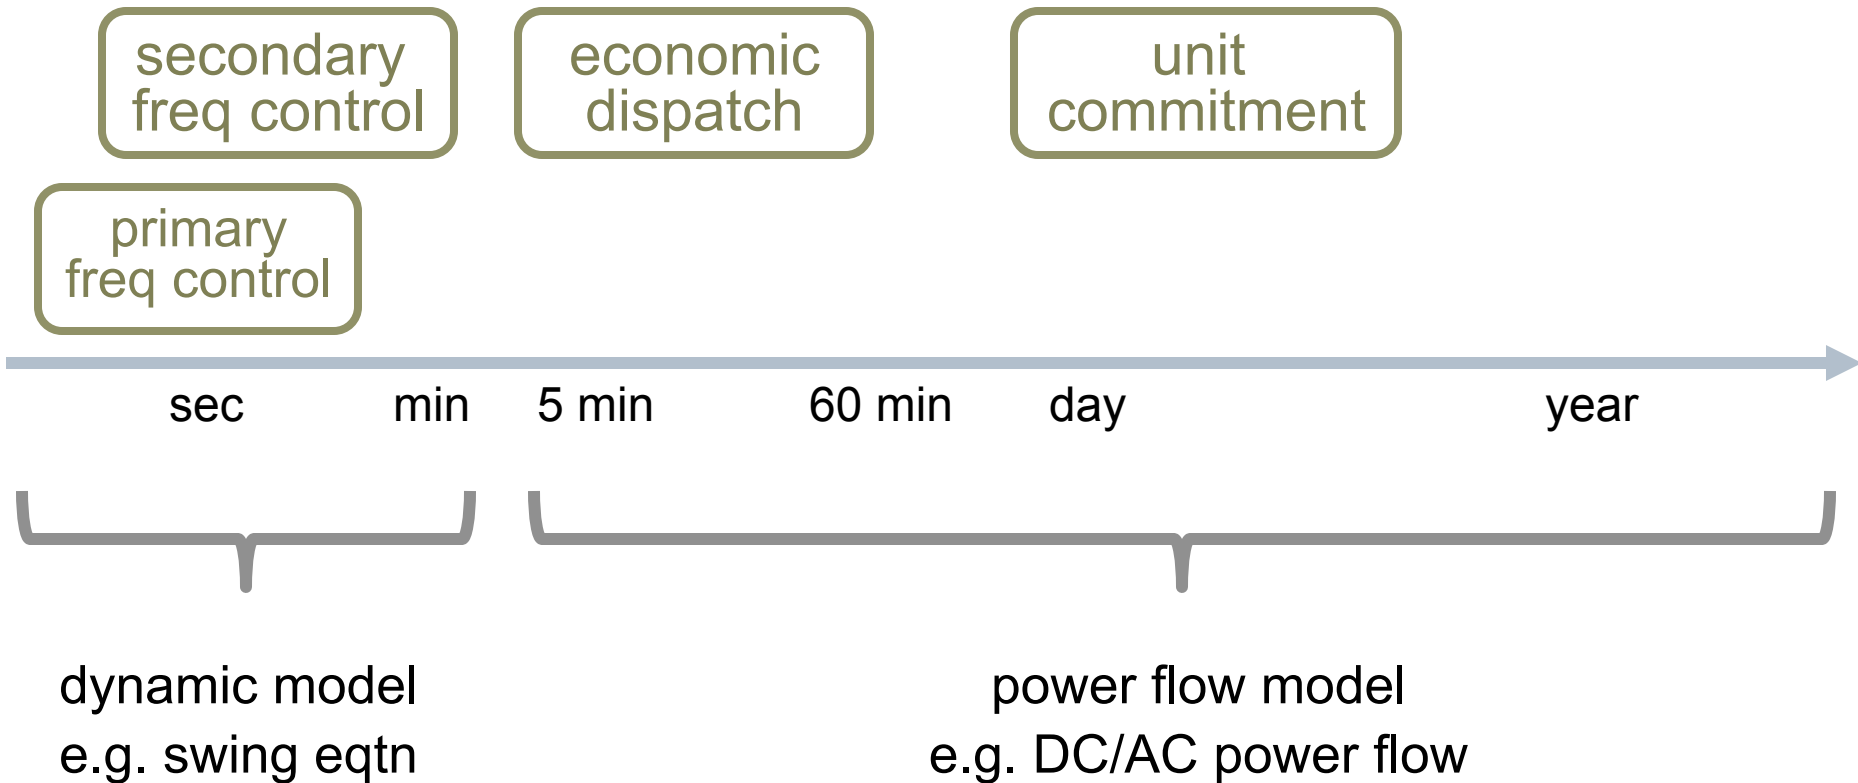 secondary
freq control
economic
dispatch
unit
commitment
primary
freq control
sec
min
5 min
60 min
day
year
dynamic model
e.g. swing eqtn
power flow model
e.g. DC/AC power flow